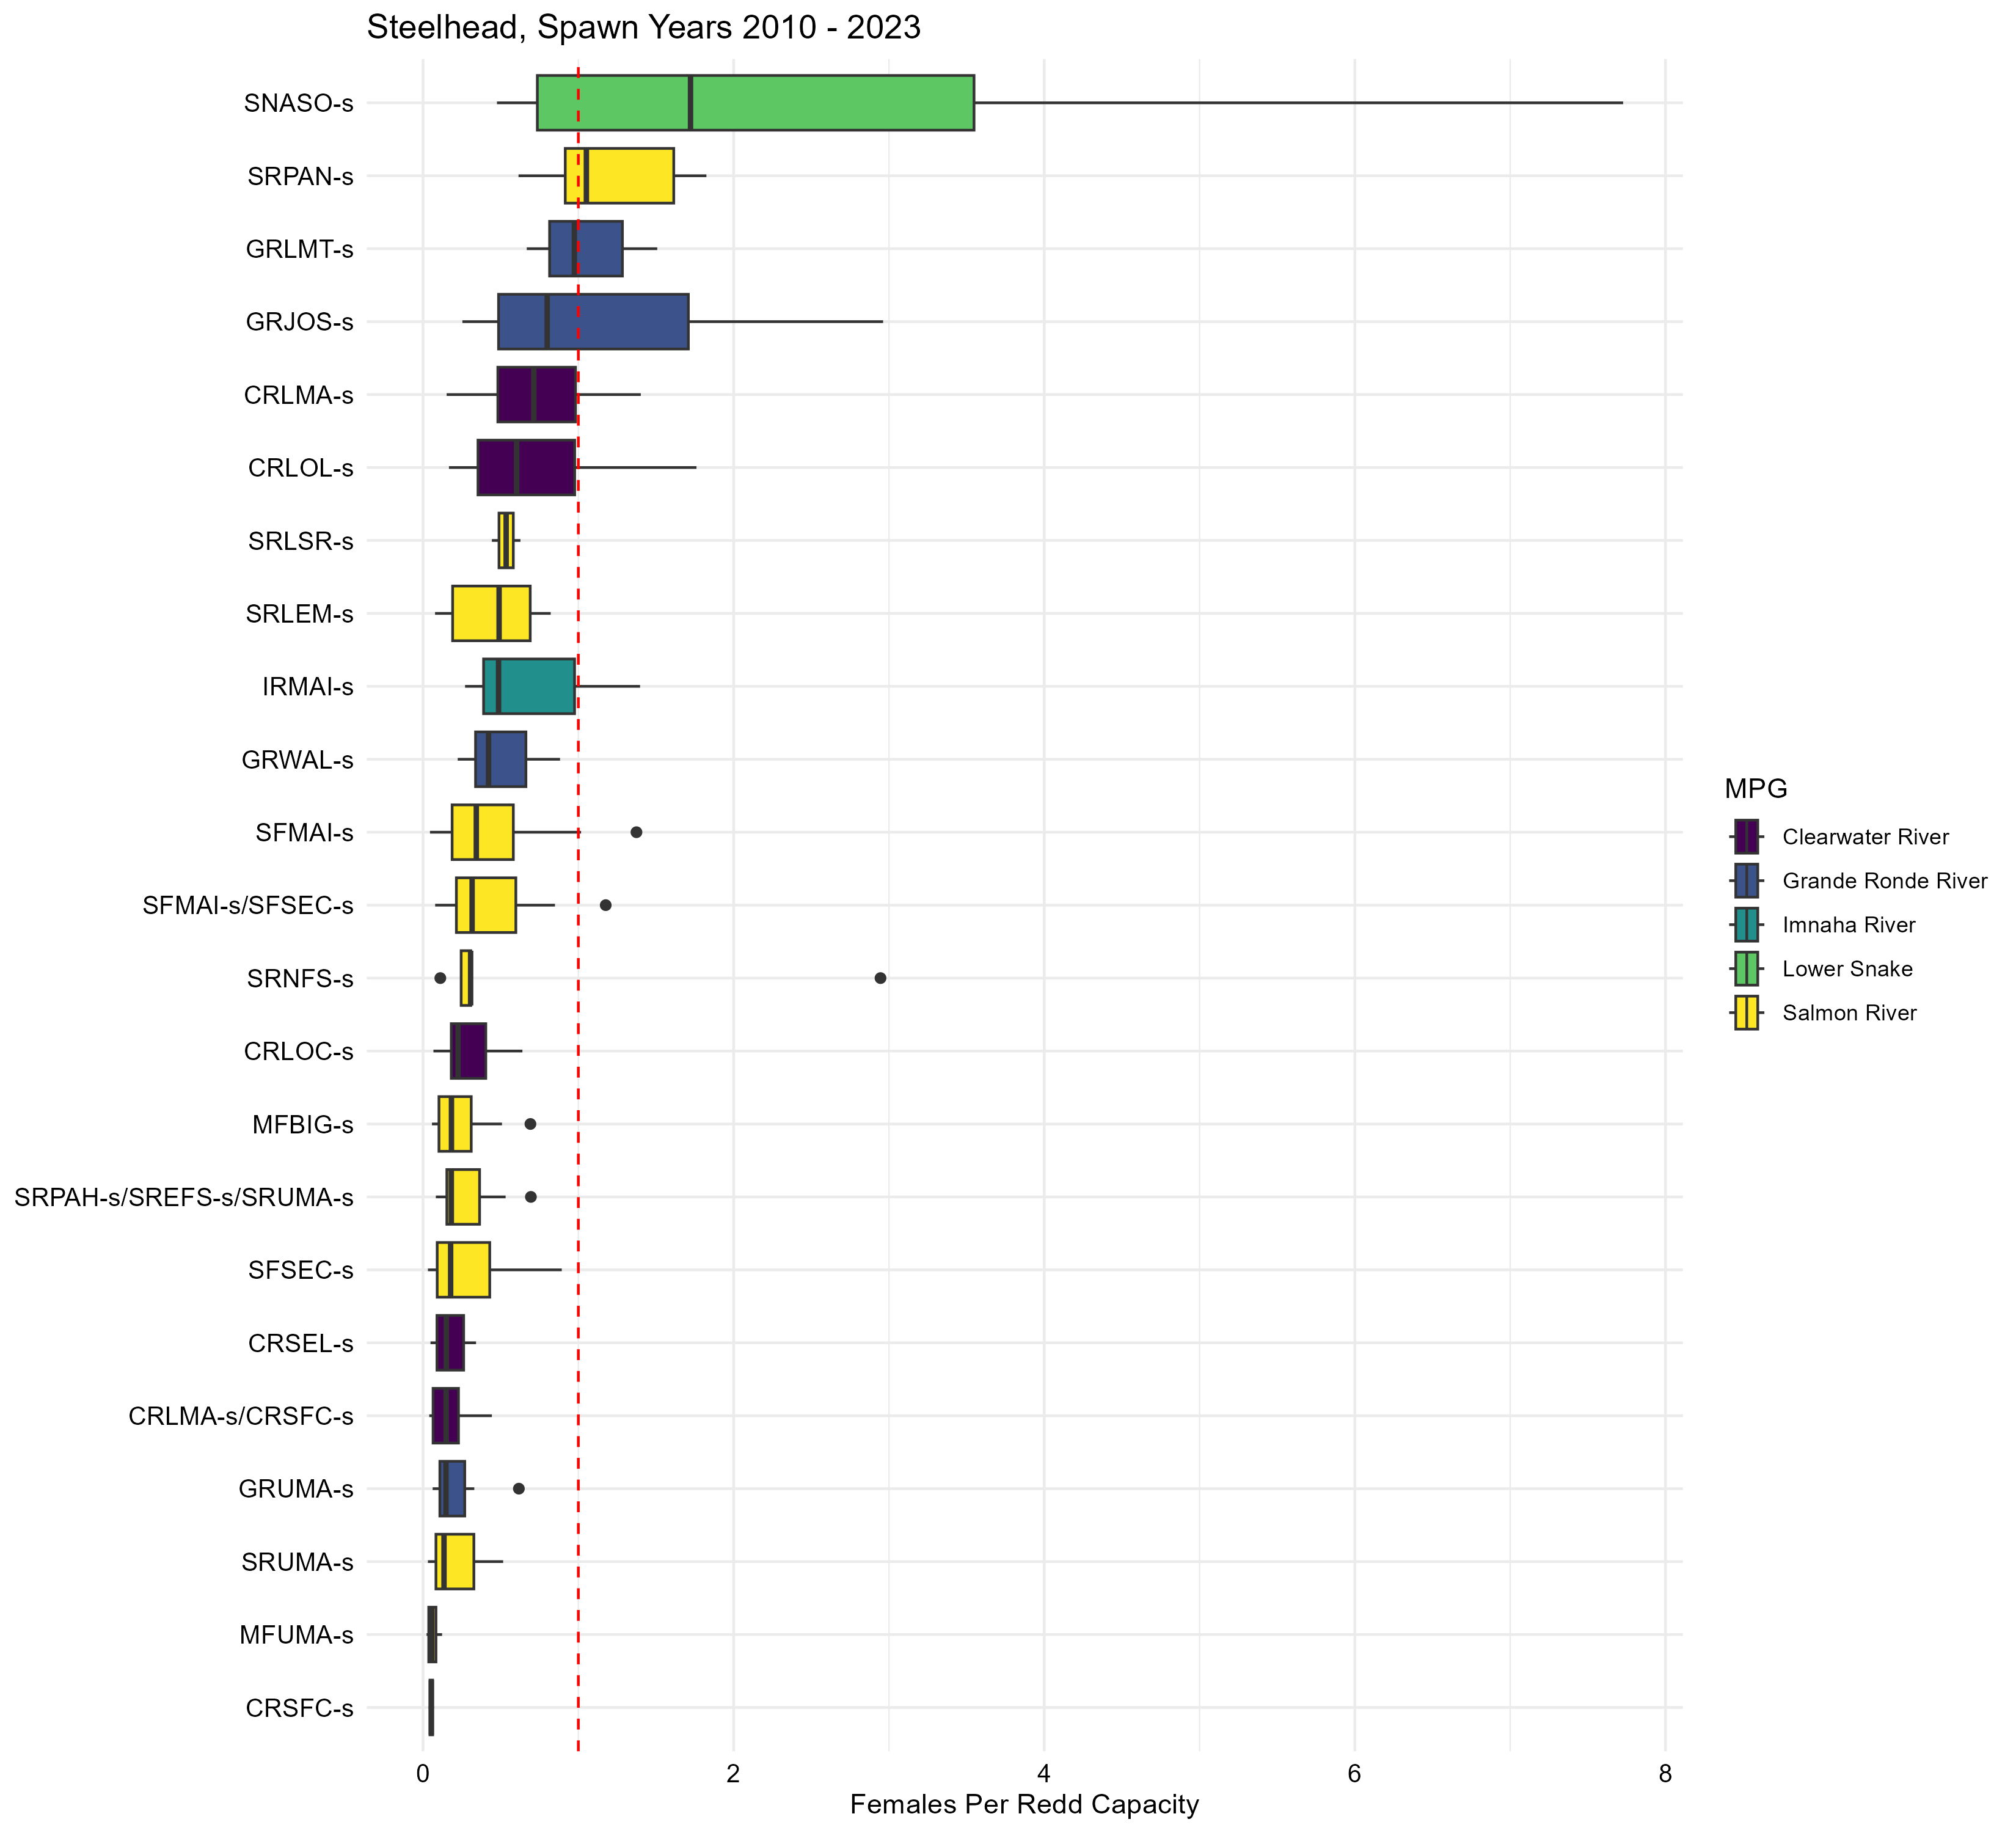 Steelhead, Spawn Years 2010 - 2023
SNASO-s
SRPAN-s
GRLMT-s
GRJOS-s
CRLMA-s
CRLOL-s
SRLSR-s
SRLEM-s
IRMAI-s
GRWAL-s
SFMAI-s
SFMAI-s/SFSEC-s
SRNFS-s
CRLOC-s
MFBIG-s
SRPAH-s/SREFS-s/SRUMA-s
SFSEC-s
CRSEL-s
CRLMA-s/CRSFC-s
GRUMA-s
SRUMA-s
MFUMA-s
CRSFC-s
0 2 4 6 8
Females Per Redd Capacity
MPG
Clearwater River
Grande Ronde River
Imnaha River
Lower Snake
Salmon River